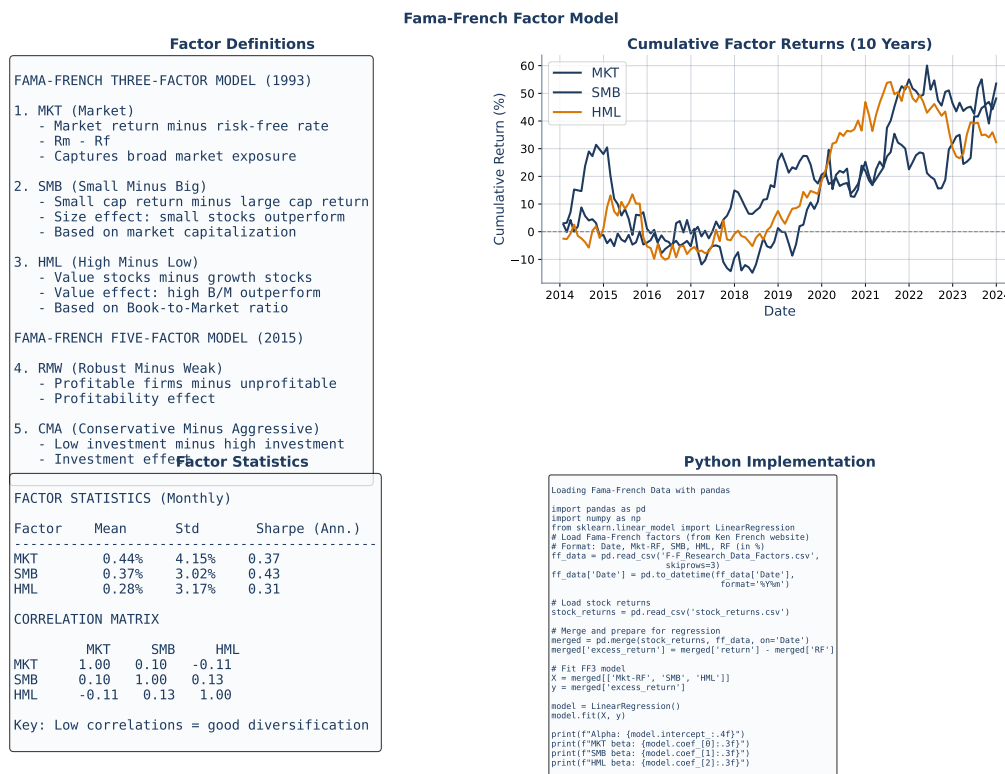 Fama-French Factor Model
Factor Definitions
FAMA-FRENCH THREE-FACTOR MODEL (1993)
1. MKT (Market)
- Market return minus risk-free rate
- Rm - Rf
- Captures broad market exposure
2. SMB (Small Minus Big)
- Small cap return minus large cap return
- Size effect: small stocks outperform
- Based on market capitalization
3. HML (High Minus Low)
- Value stocks minus growth stocks
- Value effect: high B/M outperform
- Based on Book-to-Market ratio
FAMA-FRENCH FIVE-FACTOR MODEL (2015)
4. RMW (Robust Minus Weak)
- Profitable firms minus unprofitable
- Profitability effect
5. CMA (Conservative Minus Aggressive)
- Low investment minus high investment
- Investment effect
Cumulative Factor Returns (10 Years)
MKT
SMB
HML
Cumulative Return (%)
60
50
40
30
20
10
0
−10
2014 2015 2016 2017 2018 2019 2020 2021 2022 2023 202
Date
Factor Statistics
FACTOR STATISTICS (Monthly)
Factor Mean Std Sharpe (Ann.)
---------------------------------------------
MKT 0.44% 4.15% 0.37
SMB 0.37% 3.02% 0.43
HML 0.28% 3.17% 0.31
CORRELATION MATRIX
MKT SMB HML
MKT 1.00 0.10 -0.11
SMB 0.10 1.00 0.13
HML -0.11 0.13 1.00
Key: Low correlations = good diversification
Python Implementation
Loading Fama-French Data with pandas
import pandas as pd
import numpy as np
from sklearn.linear_model import LinearRegression
# Load Fama-French factors (from Ken French website)
# Format: Date, Mkt-RF, SMB, HML, RF (in %)
ff_data = pd.read_csv('F-F_Research_Data_Factors.csv',
skiprows=3)
ff_data['Date'] = pd.to_datetime(ff_data['Date'],
format='%Y%m')
# Load stock returns
stock_returns = pd.read_csv('stock_returns.csv')
# Merge and prepare for regression
merged = pd.merge(stock_returns, ff_data, on='Date')
merged['excess_return'] = merged['return'] - merged['RF']
# Fit FF3 model
X = merged[['Mkt-RF', 'SMB', 'HML']]
y = merged['excess_return']
model = LinearRegression()
model.fit(X, y)
print(f"Alpha: {model.intercept_:.4f}")
print(f"MKT beta: {model.coef_[0]:.3f}")
print(f"SMB beta: {model.coef_[1]:.3f}")
print(f"HML beta: {model.coef_[2]:.3f}")